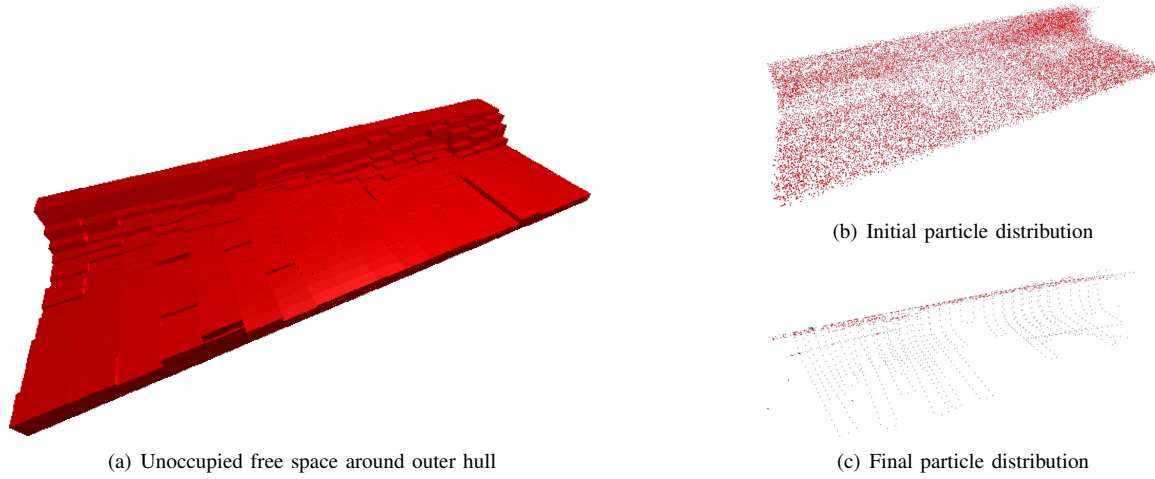 (a) Unoccupied free space around outer hull
(b) Initial particle distribution
(c) Final particle distribution